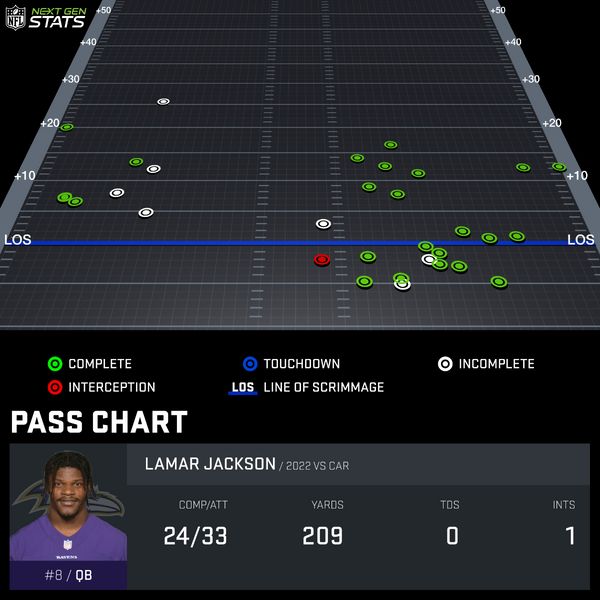 NFL NEXT GEN STATS
+50 +50
+40 +40
+30 +30
+20 +20
+10 +10
LOS LOS
COMPLETE TOUCHDOWN INCOMPLETE
INTERCEPTION LOS LINE OF SCRIMMAGE
PASS CHART
LAMAR JACKSON / 2022 VS CAR
COMP/ATT YARDS TDS INTS
24/33 209 0 1
NFL
RAVENS
#8 / QB